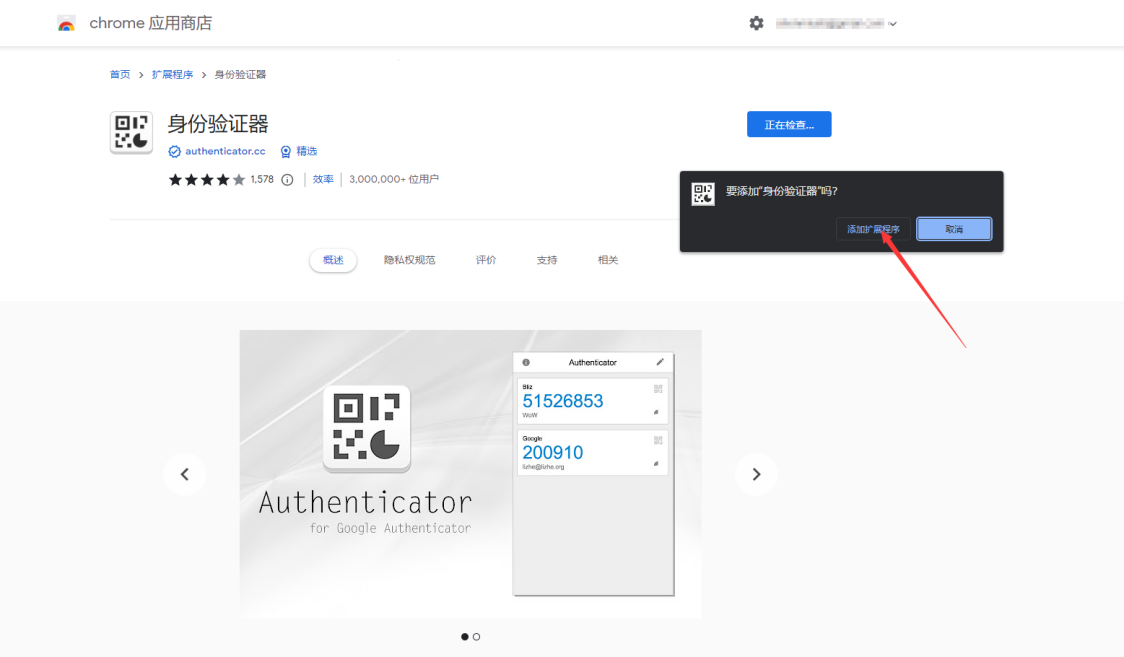 chrome 应用商店
首页 > 扩展程序 > 身份验证器
身份验证器
正在检查...
authenticator.cc 精选
1,578 效率 3,000,000+ 位用户
要添加"身份验证器"吗?
添加扩展程序 取消
概述 隐私权规范 评价 支持 相关
Authenticator
51526853
WoW
Google
200910
lizhe@lizhe.org
Authenticator
for Google Authenticator